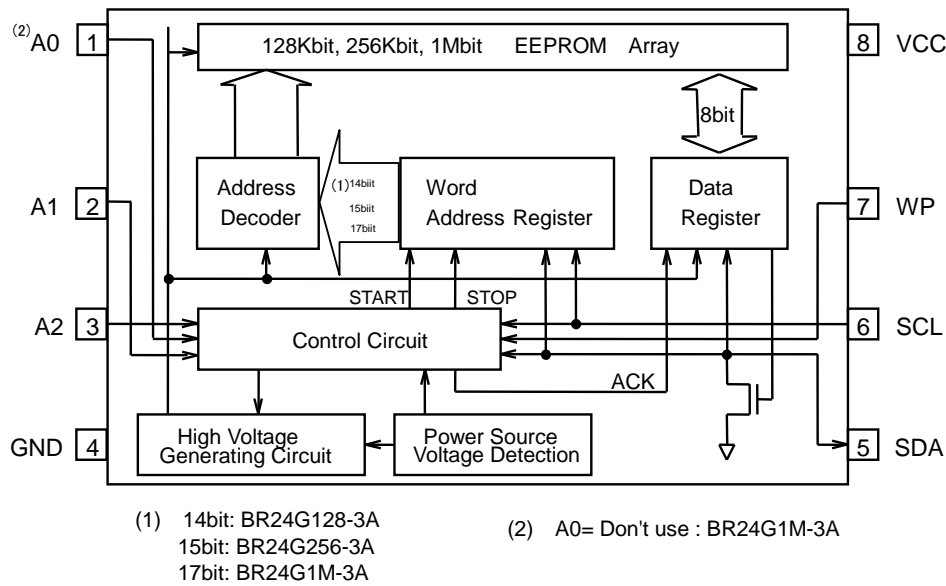 (2) A0 1
128Kbit, 256Kbit, 1Mbit EEPROM Array
8 VCC
8bit
A1 2
Address
Decoder
(1) 14biit
15biit
17biit
Word
Address Register
Data
Register
7 WP
START STOP
A2 3
Control Circuit
6 SCL
ACK
GND 4
High Voltage
Generating Circuit
Power Source
Voltage Detection
5 SDA
(1) 14bit: BR24G128-3A
15bit: BR24G256-3A
17bit: BR24G1M-3A
(2) A0= Don't use : BR24G1M-3A